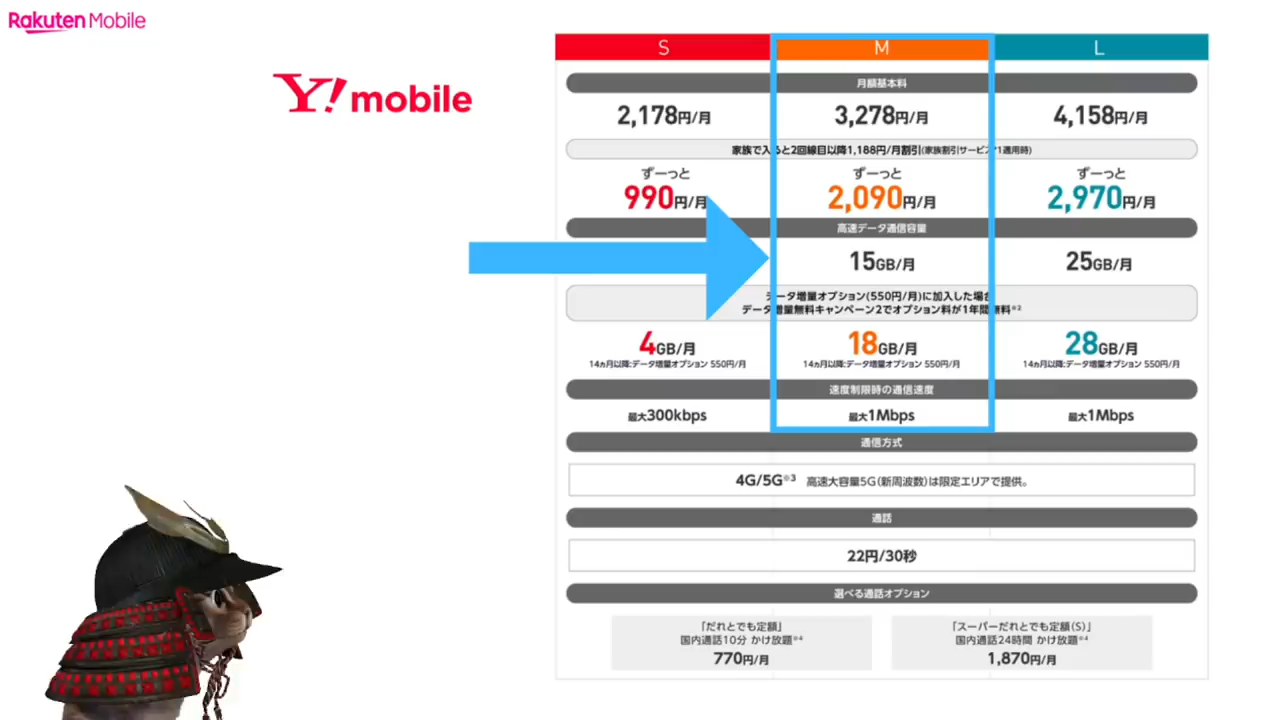 Rakuten Mobile
Y!mobile
S M L
月額基本料
2,178円/月 3,278円/月 4,158円/月
家族で入ると2回線目以降1,188円/月割引(家族割引サービス*1適用時)
ずーっと ずーっと ずーっと
990円/月 2,090円/月 2,970円/月
高速データ通信容量
15GB/月 25GB/月
データ増量オプション(550円/月)に加入した場合
データ増量無料キャンペーン2でオプション料が1年間無料※2
4GB/月 18GB/月 28GB/月
14ヵ月以降:データ増量オプション 550円/月 14ヵ月以降:データ増量オプション 550円/月 14ヵ月以降:データ増量オプション 550円/月
速度制限時の通信速度
最大300kbps 最大1Mbps 最大1Mbps
通信方式
4G/5G※3 高速大容量5G(新周波数)は限定エリアで提供。
通話
22円/30秒
選べる通話オプション
「だれとでも定額」 「スーパーだれとでも定額(S)」
国内通話10分 かけ放題※4 国内通話24時間 かけ放題※4
770円/月 1,870円/月